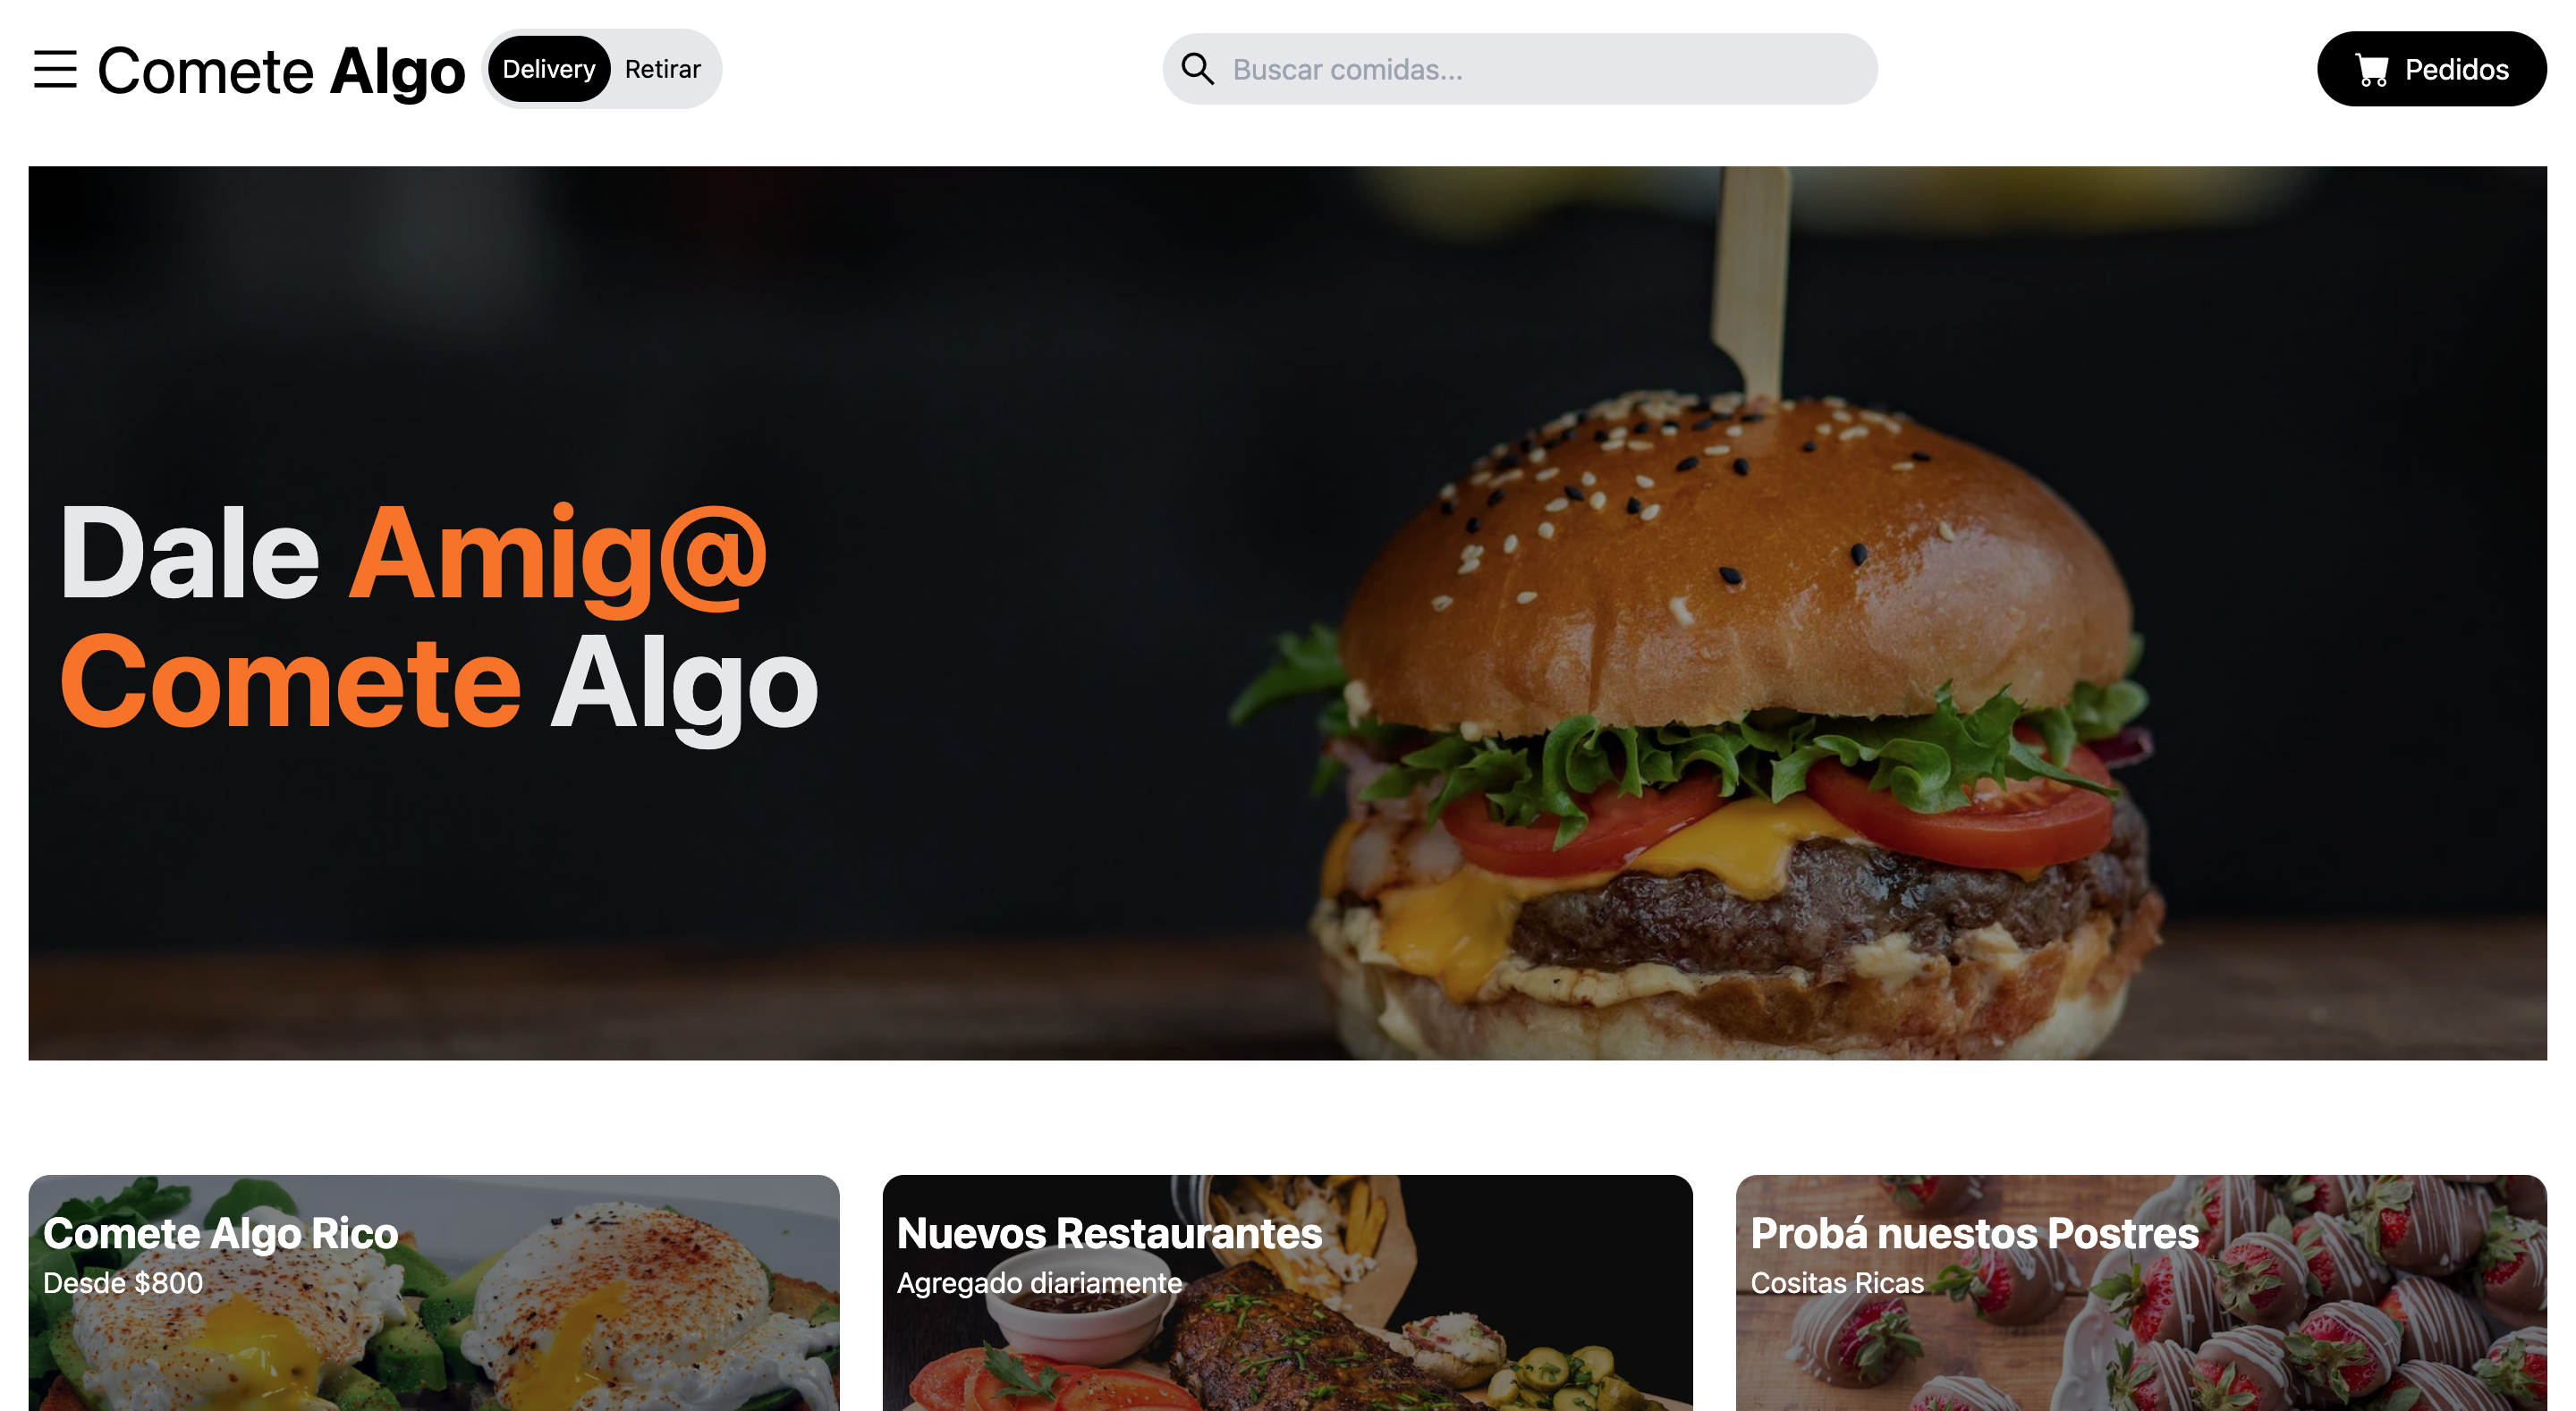 Comete Algo
Delivery
Retirar
Buscar comidas...
Pedidos
Dale Amig@
Comete Algo
Comete Algo Rico
Desde $800
Nuevos Restaurantes
Agregado diariamente
Probá nuestos Postres
Cositas Ricas